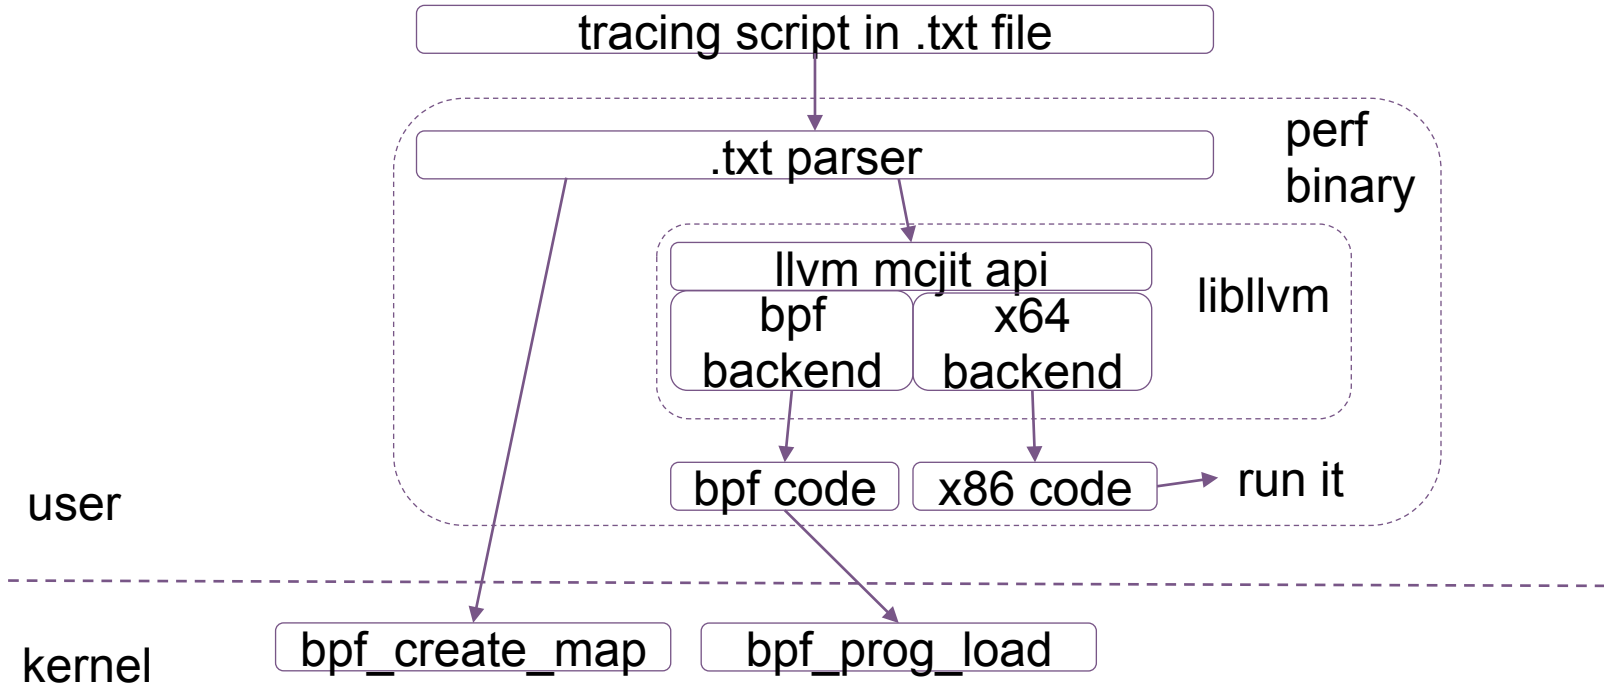 tracing script in .txt file
perf
binary
.txt parser
llvm mcjit api
libllvm
bpf
backend
x64
backend
bpf code
x86 code
run it
user
kernel
bpf_create_map
bpf_prog_load